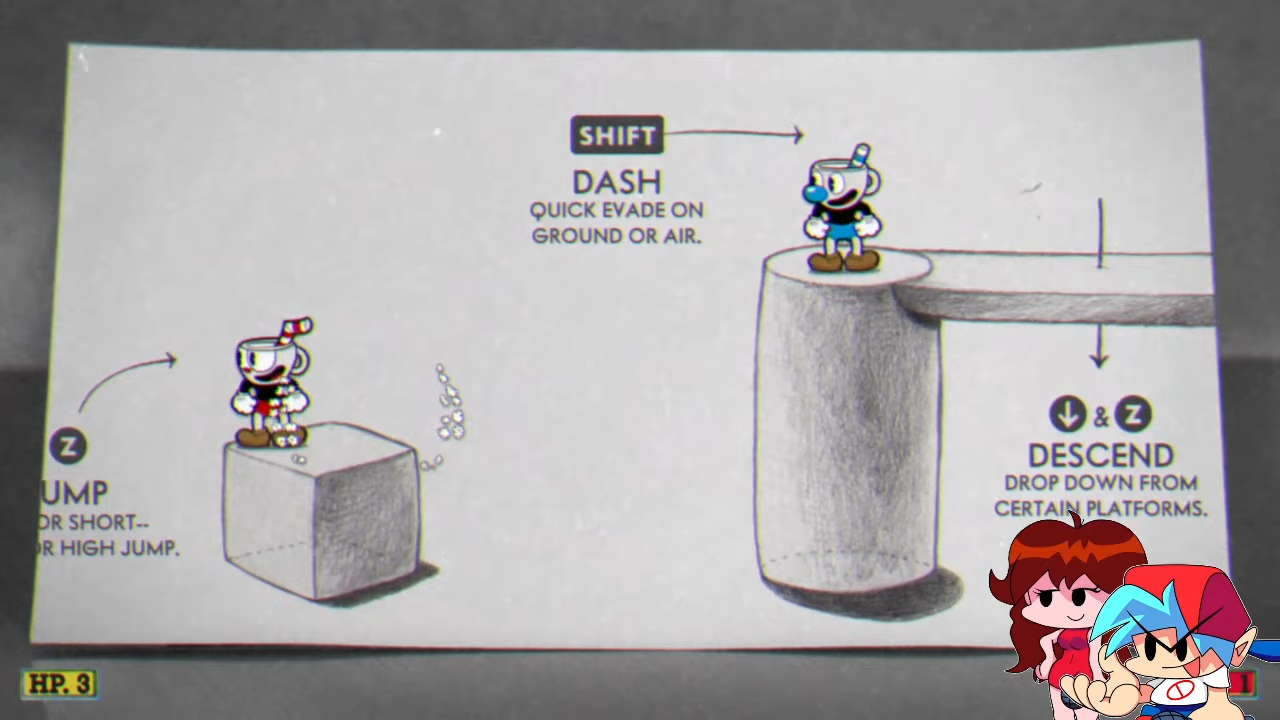 SHIFT
DASH
QUICK EVADE ON
GROUND OR AIR.
Z
UMP
OR SHORT--
OR HIGH JUMP.
& Z
DESCEND
DROP DOWN FROM
CERTAIN PLATFORMS.
HP. 3
1